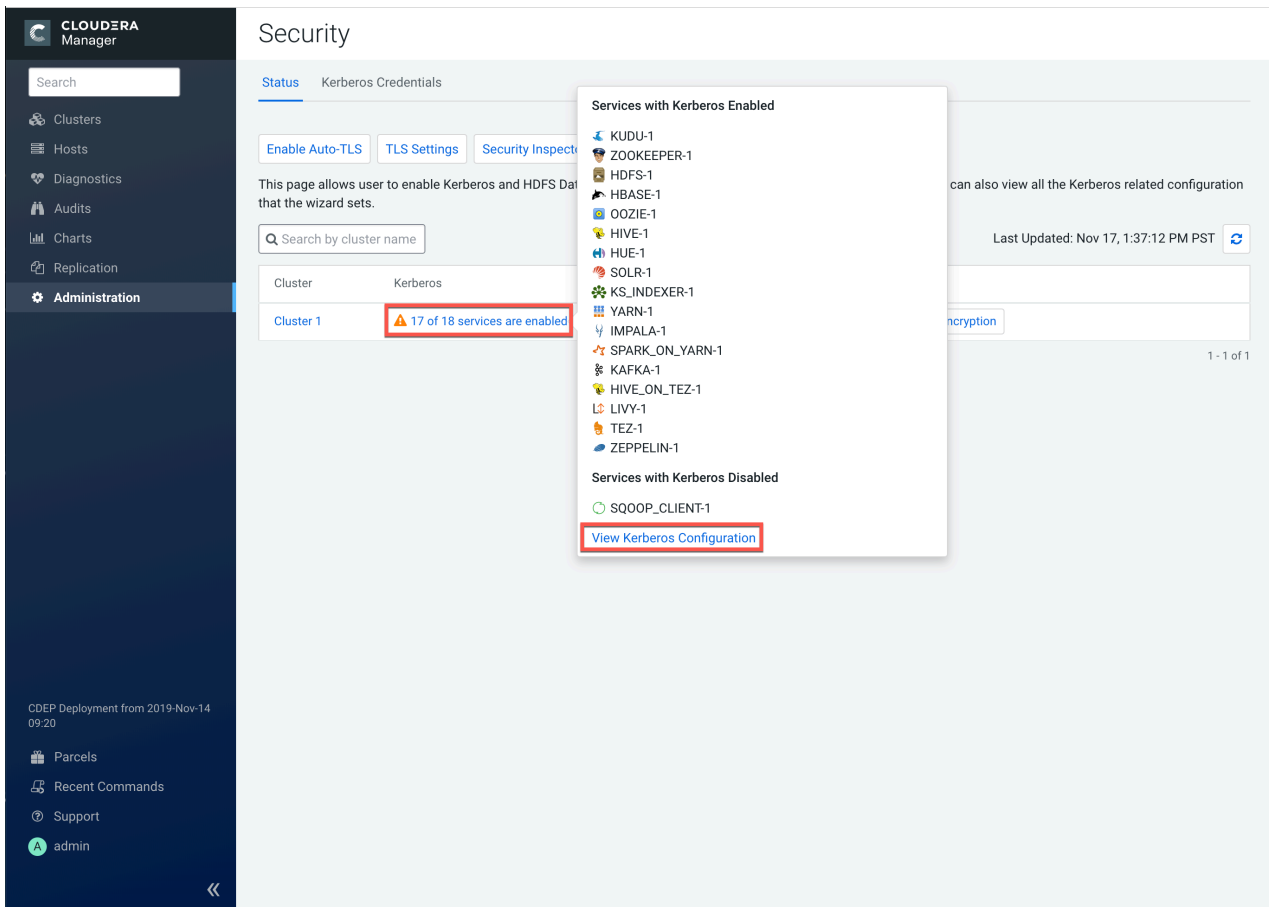 CLOUDERA
Manager
Search
Clusters
Hosts
Diagnostics
Audits
Charts
Replication
Administration
CDEP Deployment from 2019-Nov-14
09:20
Parcels
Recent Commands
Support
A admin
Security
Status Kerberos Credentials
Enable Auto-TLS TLS Settings Security
This page allows user to enable Kerberos and HDFS can also view all the Kerberos related configuration
that the wizard sets.
Search by cluster name
Last Updated: Nov 17, 1:37:12 PM PST
Cluster Kerberos
Cluster 1 17 of 18 services are enabled
1 - 1 of 1
Services with Kerberos Enabled
KUDU-1
ZOOKEEPER-1
HDFS-1
HBASE-1
OOZIE-1
HIVE-1
HUE-1
SOLR-1
KS_INDEXER-1
YARN-1
IMPALA-1
SPARK_ON_YARN-1
KAFKA-1
HIVE_ON_TEZ-1
LIVY-1
TEZ-1
ZEPPELIN-1
Services with Kerberos Disabled
SQOOP_CLIENT-1
View Kerberos Configuration